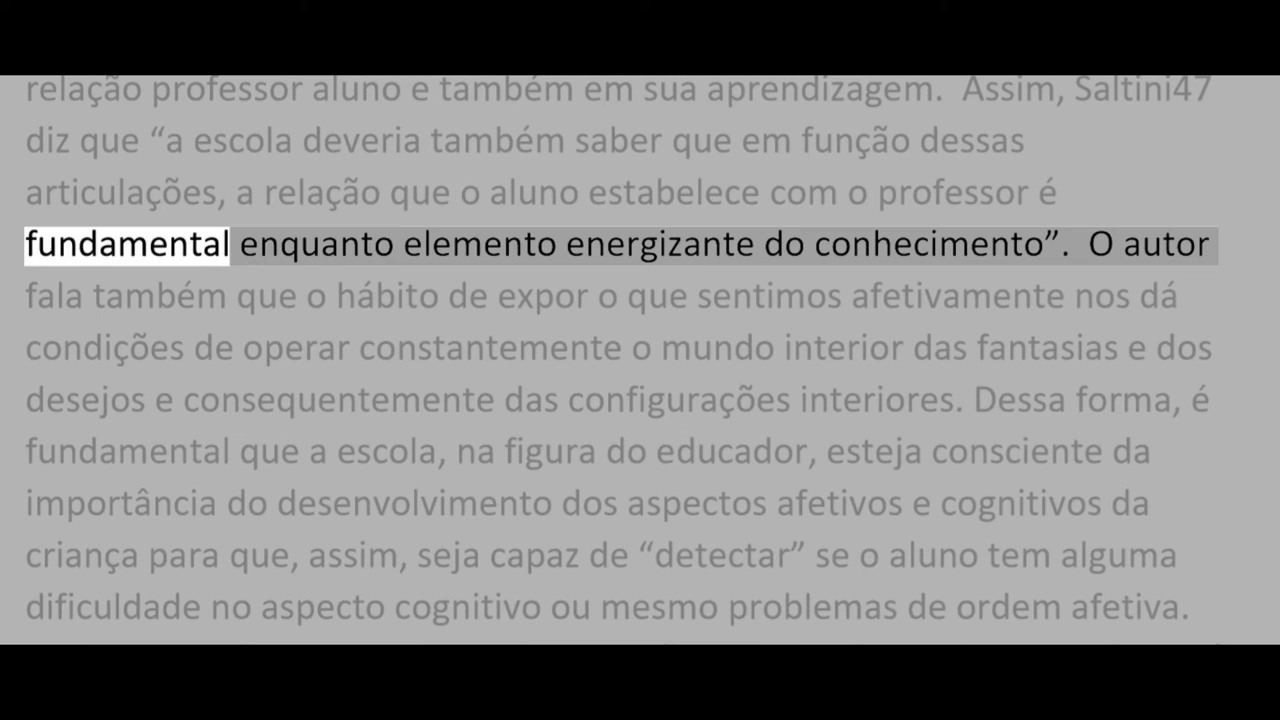 relação professor aluno e também em sua aprendizagem.  Assim, Saltini47
diz que “a escola deveria também saber que em função dessas
articulações, a relação que o aluno estabelece com o professor é
fundamental enquanto elemento energizante do conhecimento”.  O autor
fala também que o hábito de expor o que sentimos afetivamente nos dá
condições de operar constantemente o mundo interior das fantasias e dos
desejos e consequentemente das configurações interiores. Dessa forma, é
fundamental que a escola, na figura do educador, esteja consciente da
importância do desenvolvimento dos aspectos afetivos e cognitivos da
criança para que, assim, seja capaz de “detectar” se o aluno tem alguma
dificuldade no aspecto cognitivo ou mesmo problemas de ordem afetiva.